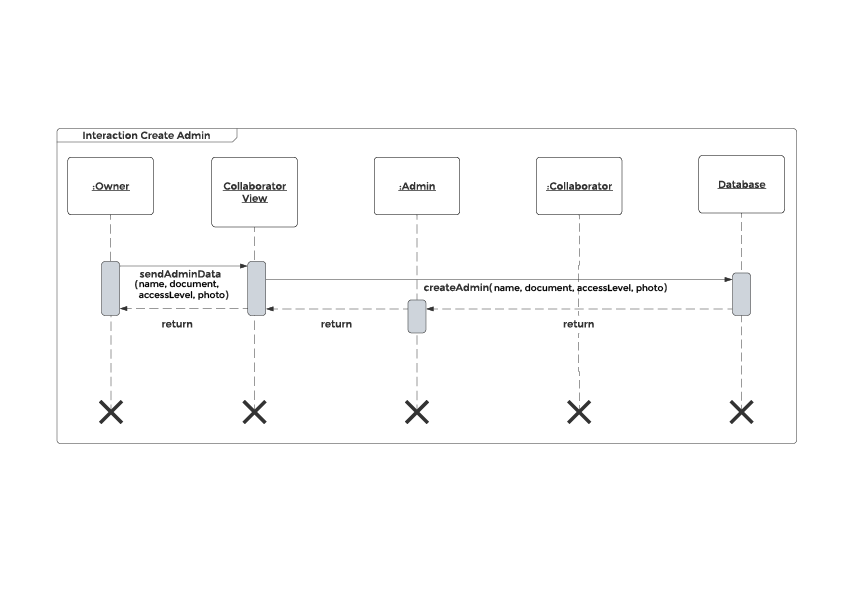 Interaction Create Admin
:Owner
Collaborator
View
:Admin
:Collaborator
Database
sendAdminData
(name, document,
accessLevel, photo)
createAdmin( name, document, accessLevel, photo)
return
return
return